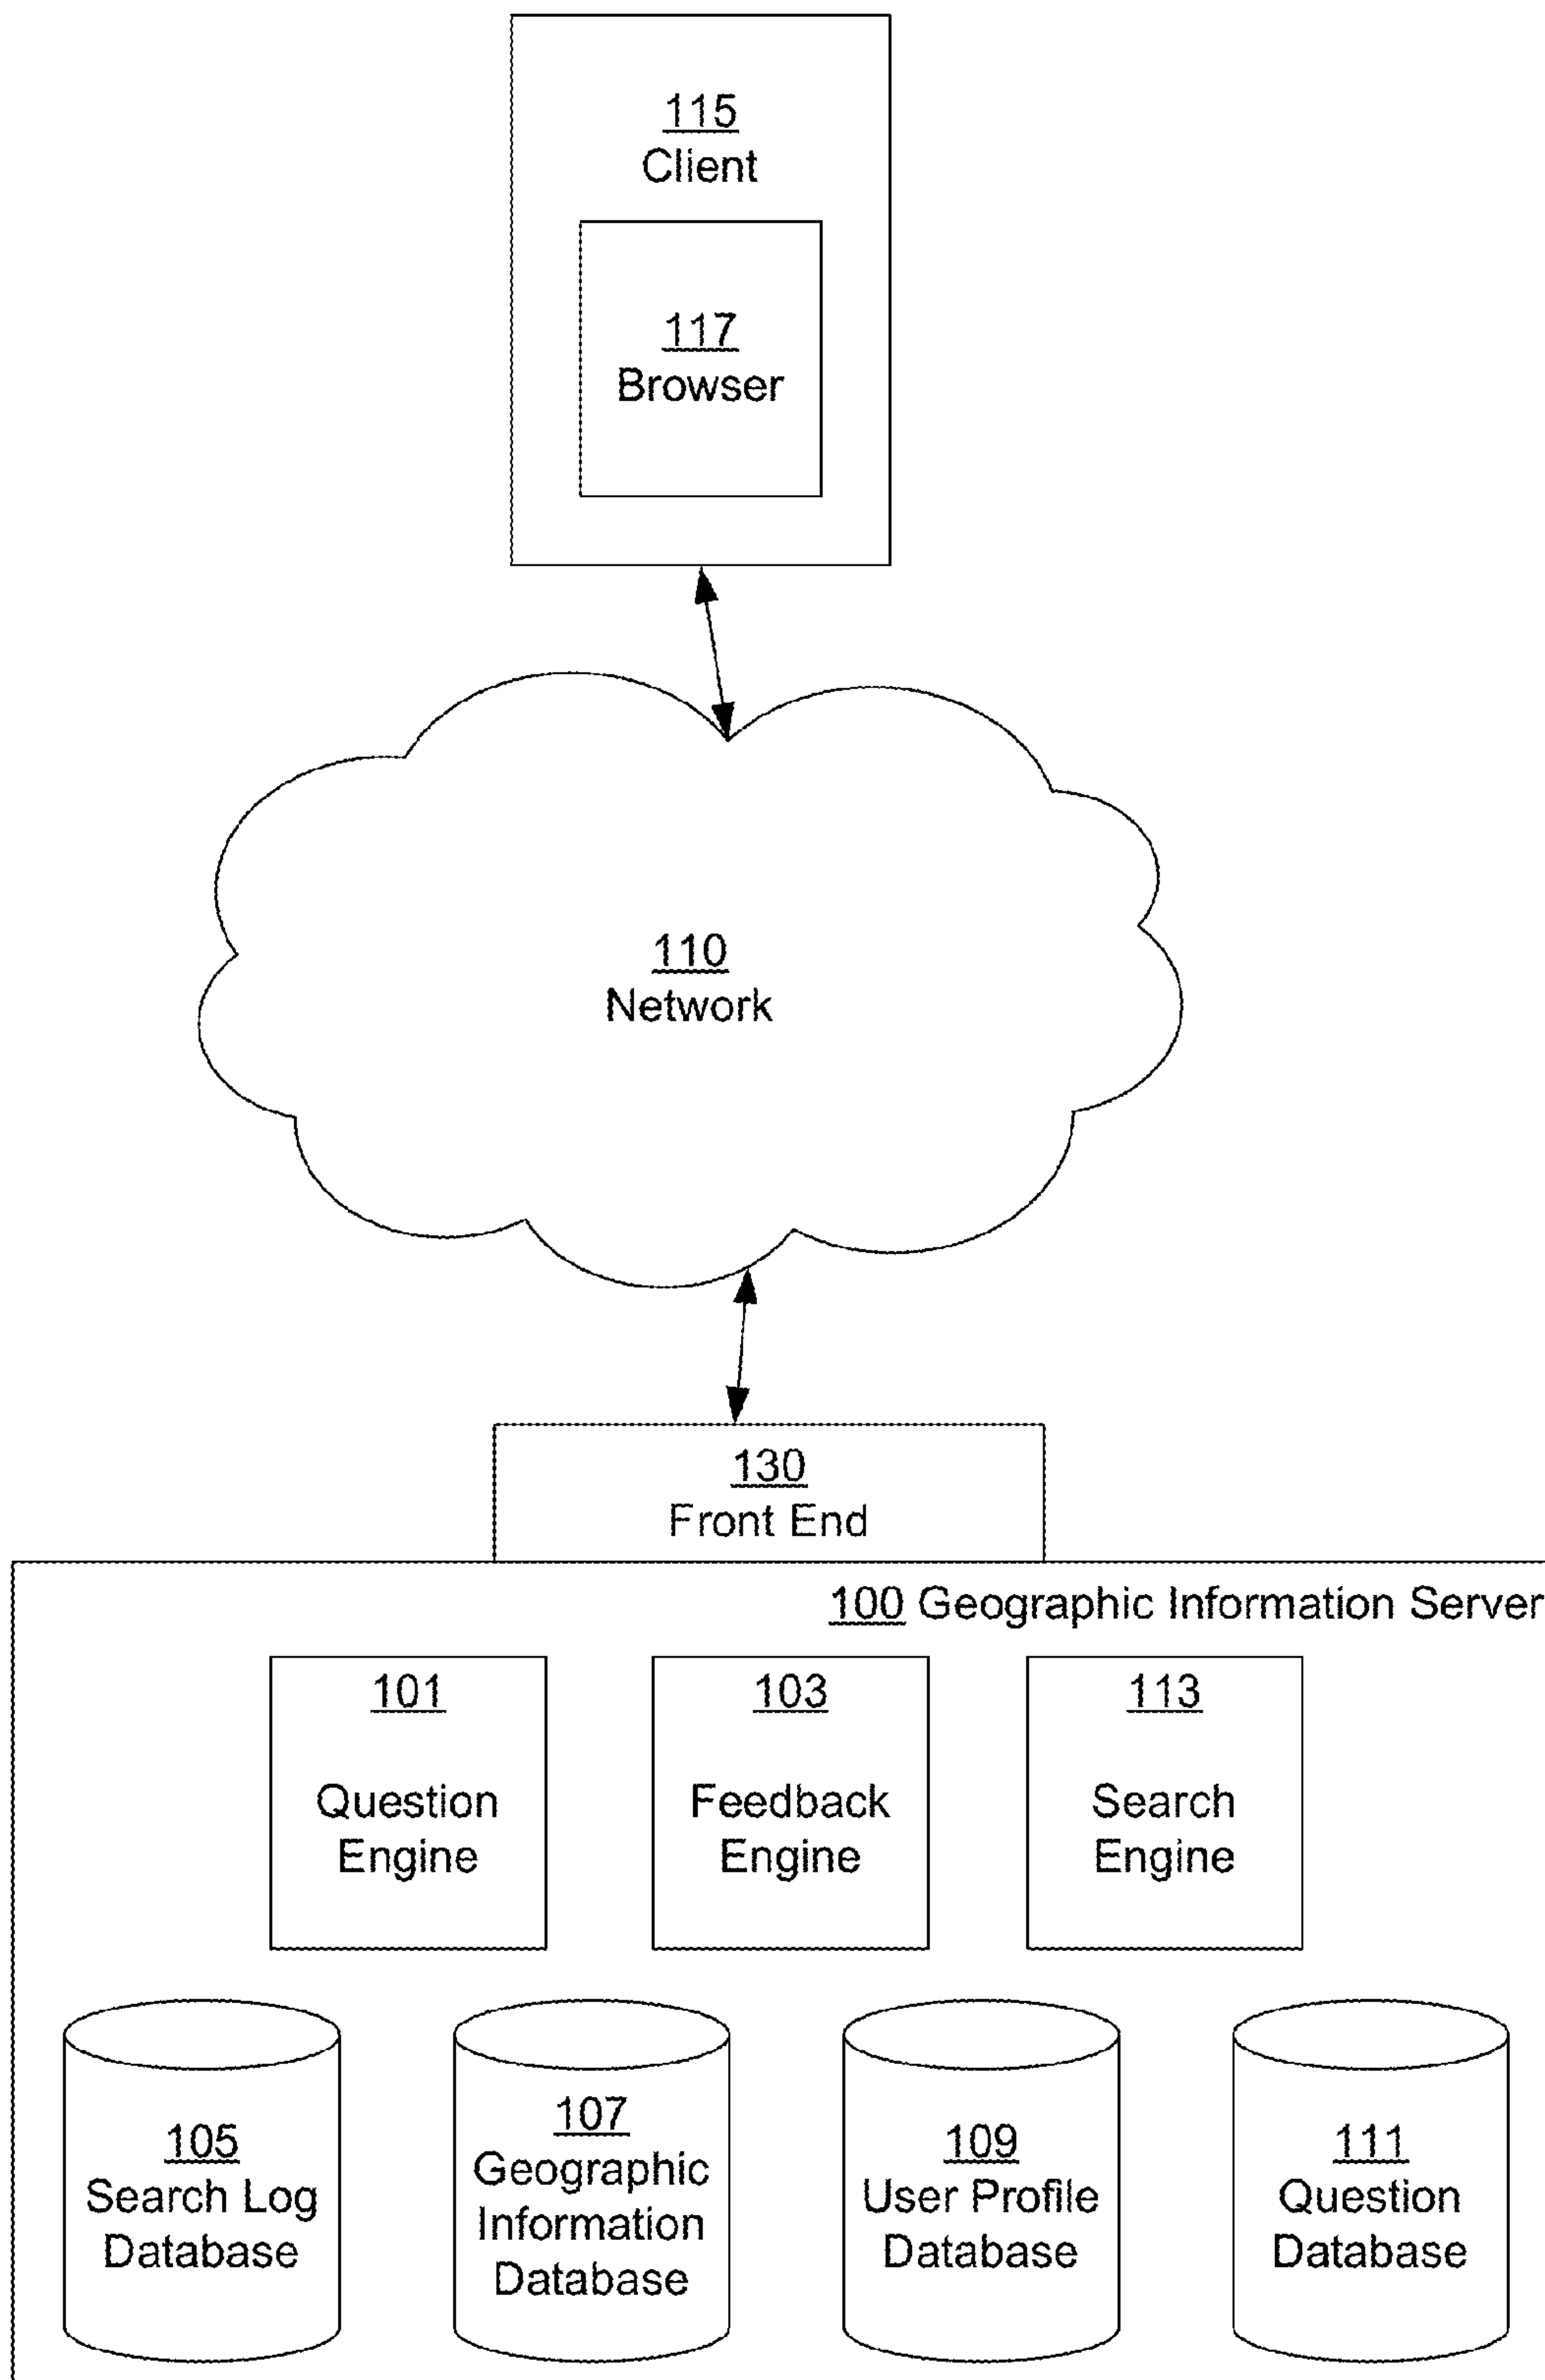 115
Client
117
Browser
110
Network
130
Front End
100 Geographic Information Server
101
Question
Engine
103
Feedback
Engine
113
Search
Engine
105
Search Log
Database
107
Geographic
Information
Database
109
User Profile
Database
111
Question
Database